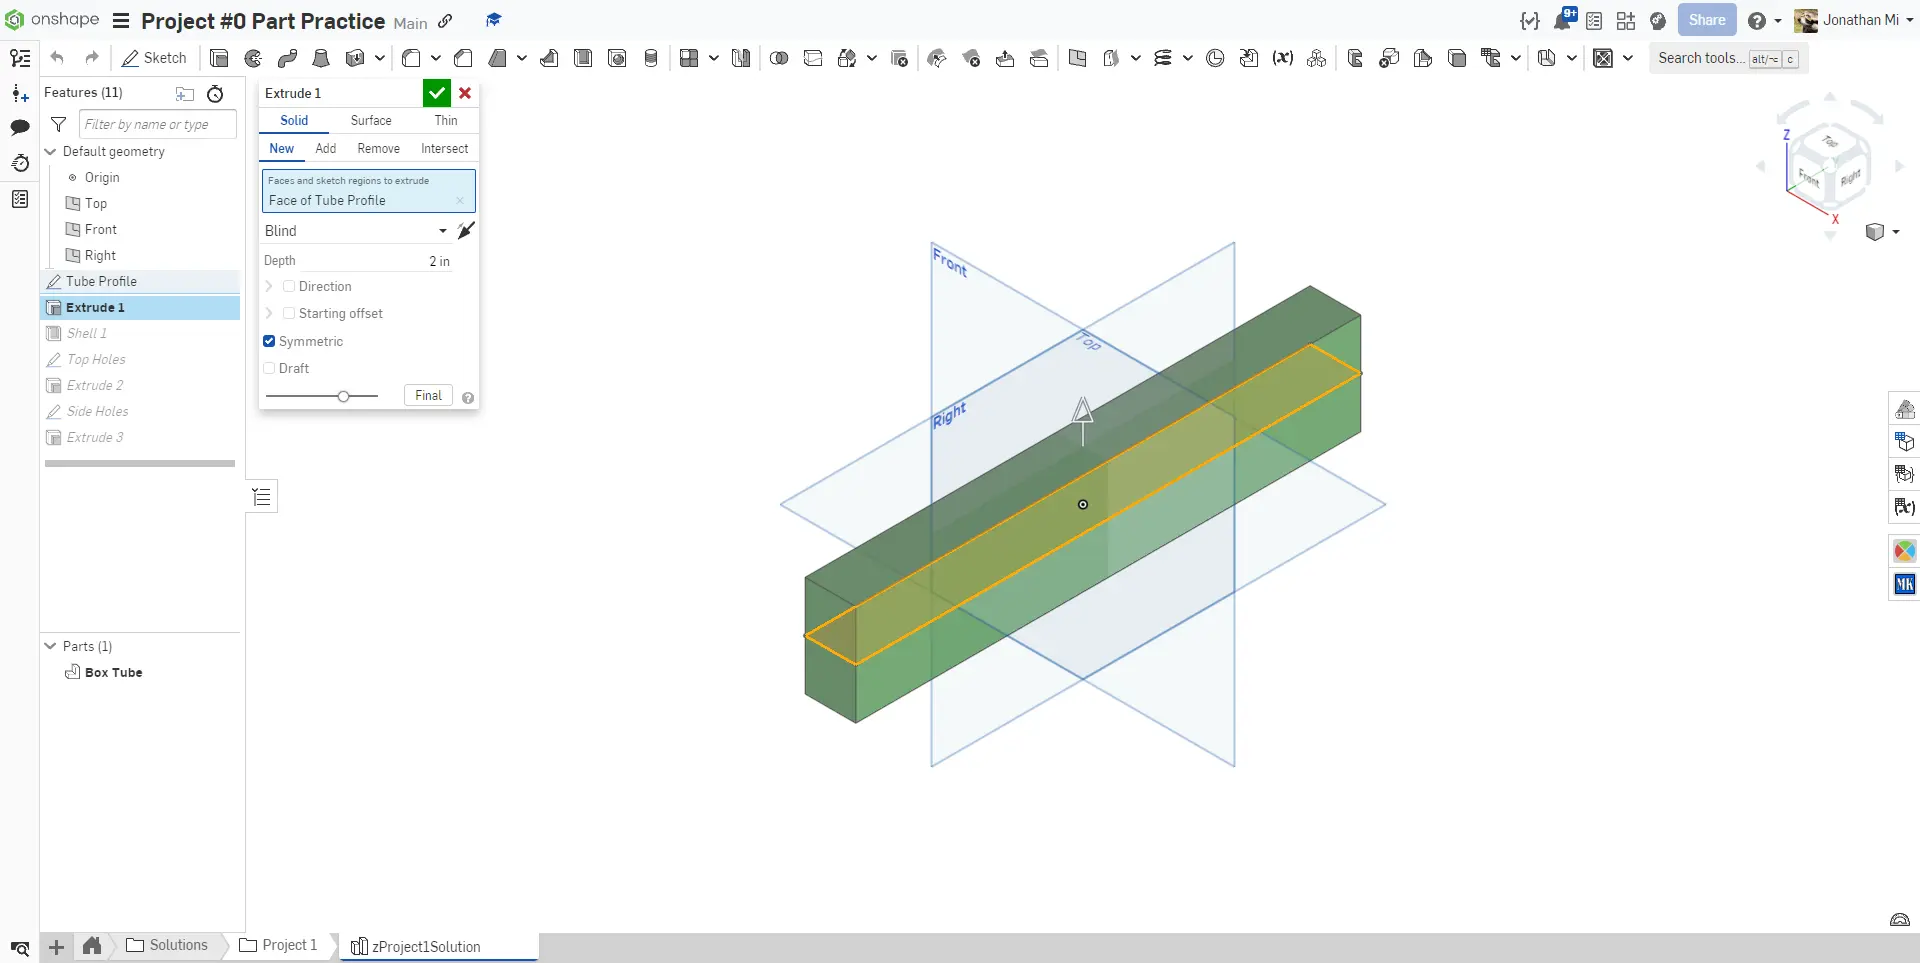 onshape
Project #0 Part Practice Main
9+
Share
Jonathan Mi
Sketch
Search tools... alt/⌥ c
Features (11)
Filter by name or type
Default geometry
Origin
Top
Front
Right
Tube Profile
Extrude 1
Shell 1
Top Holes
Extrude 2
Side Holes
Extrude 3
Parts (1)
Box Tube
Extrude 1
Solid Surface Thin
New Add Remove Intersect
Faces and sketch regions to extrude
Face of Tube Profile
Blind
Depth 2 in
Direction
Starting offset
Symmetric
Draft
Final
Front
Top
Right
Z
Top
Front
Right
X
MK
Solutions
Project 1
zProject1Solution